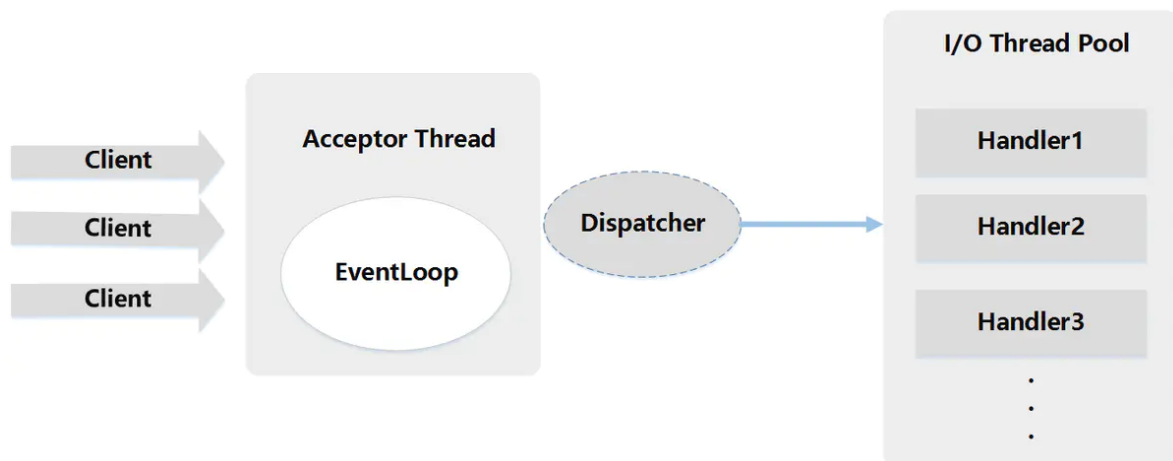 Client
Client
Client
Acceptor Thread
EventLoop
Dispatcher
I/O Thread Pool
Handler1
Handler2
Handler3